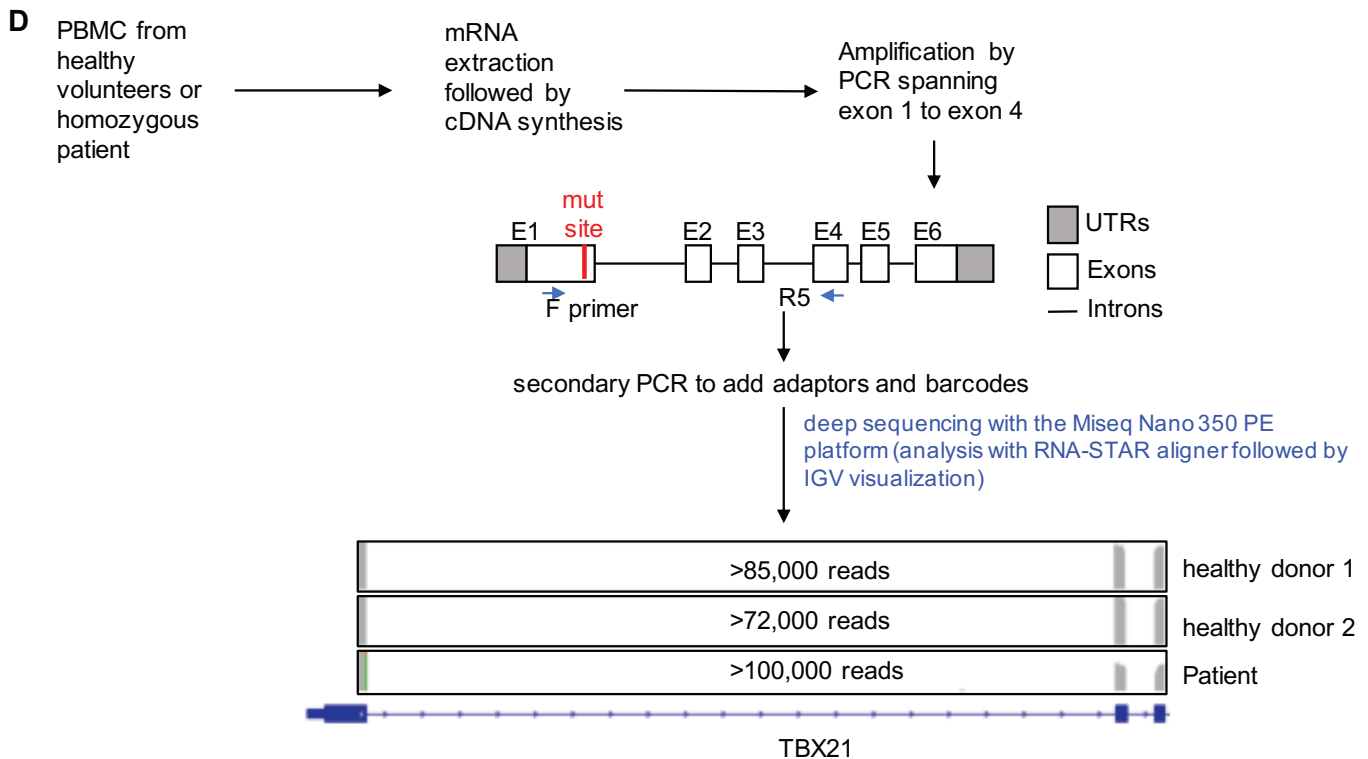 D
PBMC from
healthy
volunteers or
homozygous
patient
mRNA
extraction
followed by
cDNA synthesis
Amplification by
PCR spanning
exon 1 to exon 4
mut
site
E1
E2
E3
E4
E5
E6
UTRs
Exons
Introns
F primer
R5
secondary PCR to add adaptors and barcodes
deep sequencing with the Miseq Nano 350 PE
platform (analysis with RNA-STAR aligner followed by
IGV visualization)
>85,000 reads
healthy donor 1
>72,000 reads
healthy donor 2
>100,000 reads
Patient
TBX21